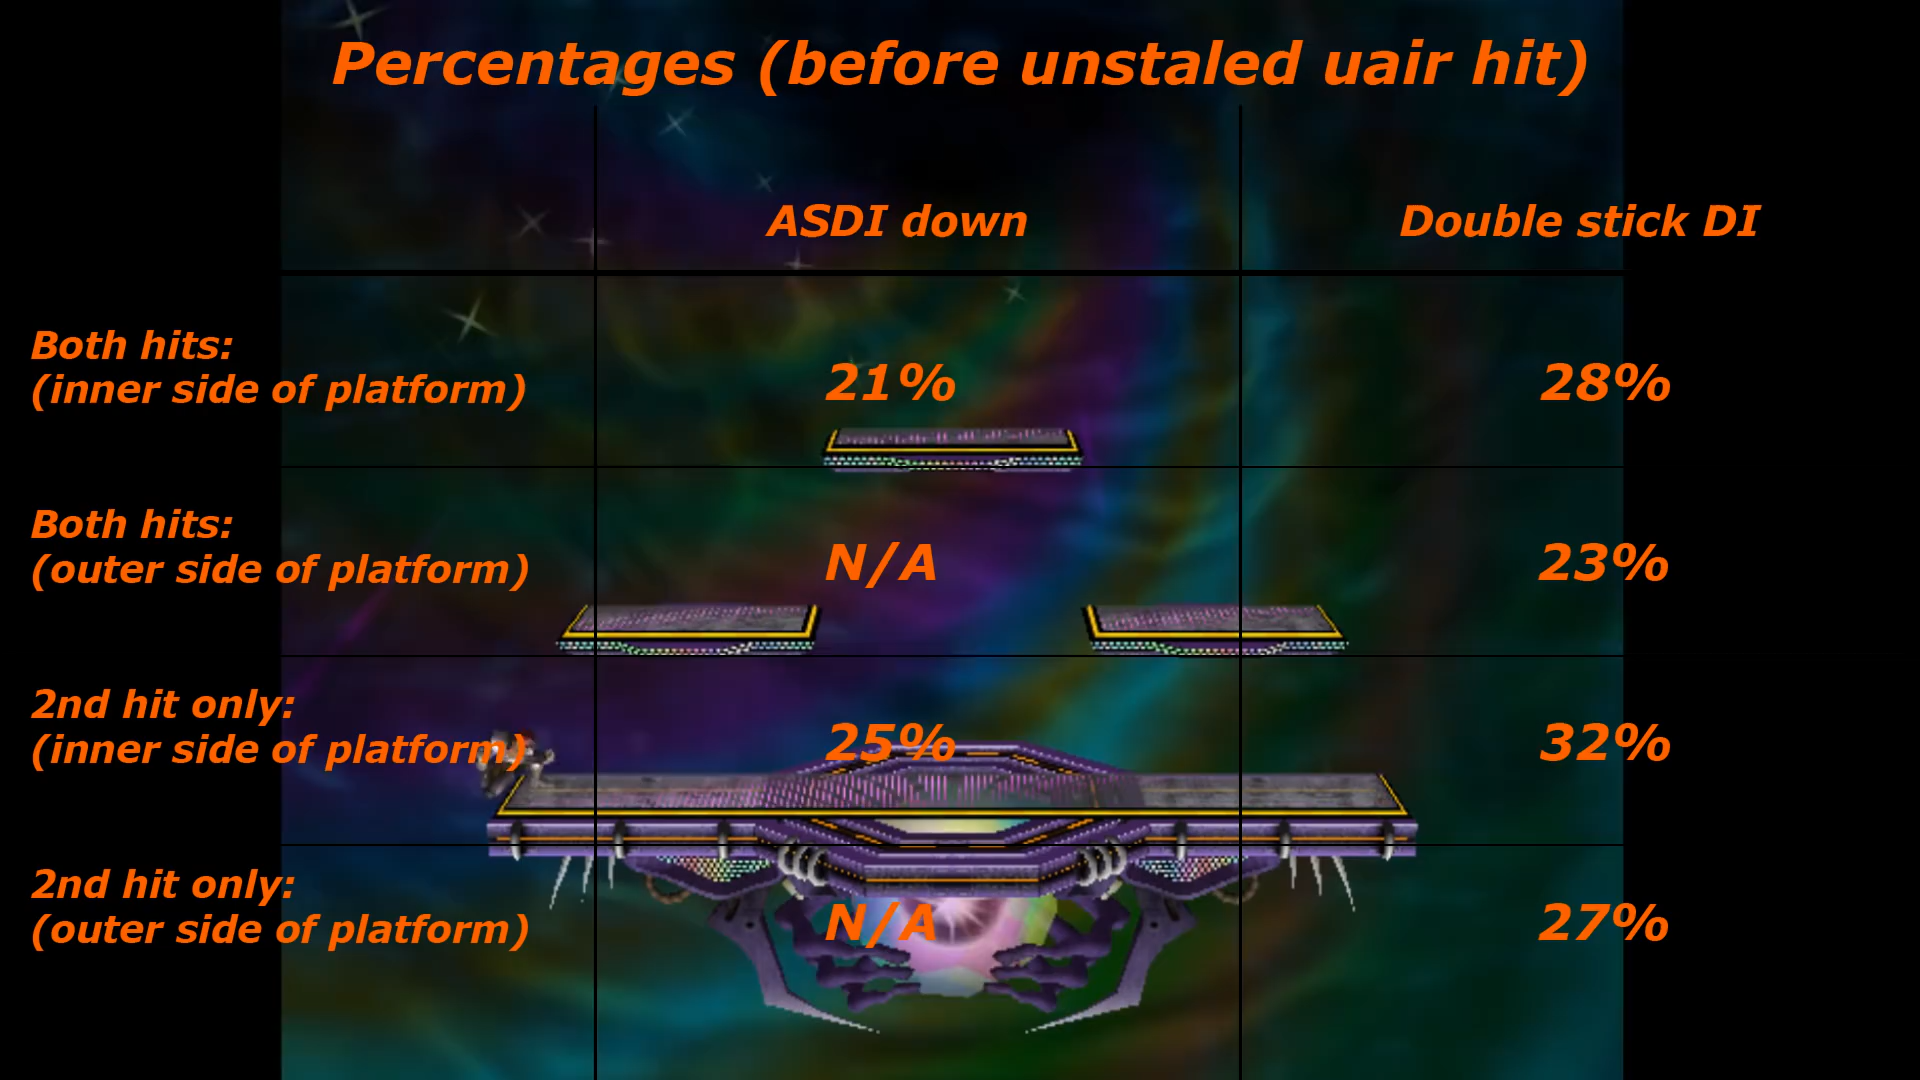 Percentages (before unstaled uair hit)
ASDI down
Double stick DI
Both hits:
(inner side of platform)
21%
28%
Both hits:
(outer side of platform)
N/A
23%
2nd hit only:
(inner side of platform)
25%
32%
2nd hit only:
(outer side of platform)
N/A
27%